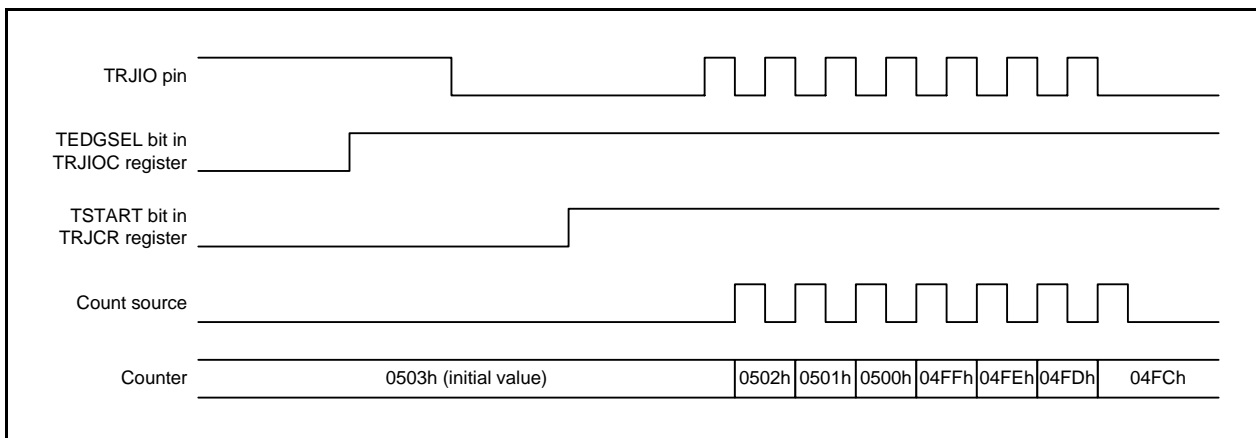 TRJIO pin
TEDGSEL bit in
TRJIOC register
TSTART bit in
TRJCR register
Count source
Counter
0503h (initial value)
0502h
0501h
0500h
04FFh
04FEh
04FDh
04FCh